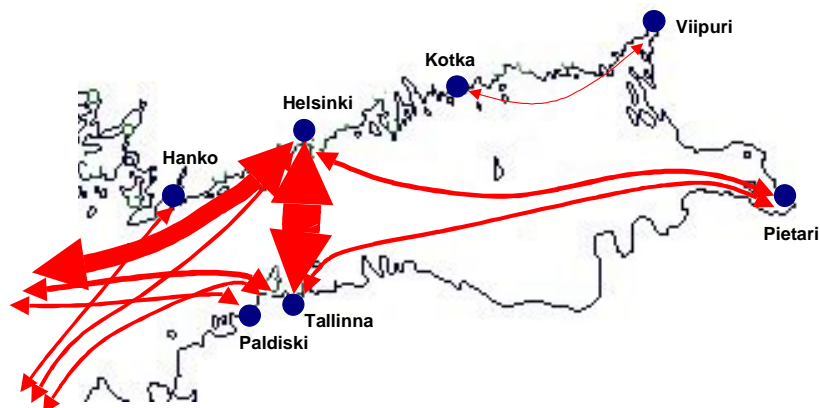 Viipuri
Kotka
Helsinki
Hanko
Pietari
Tallinna
Paldiski